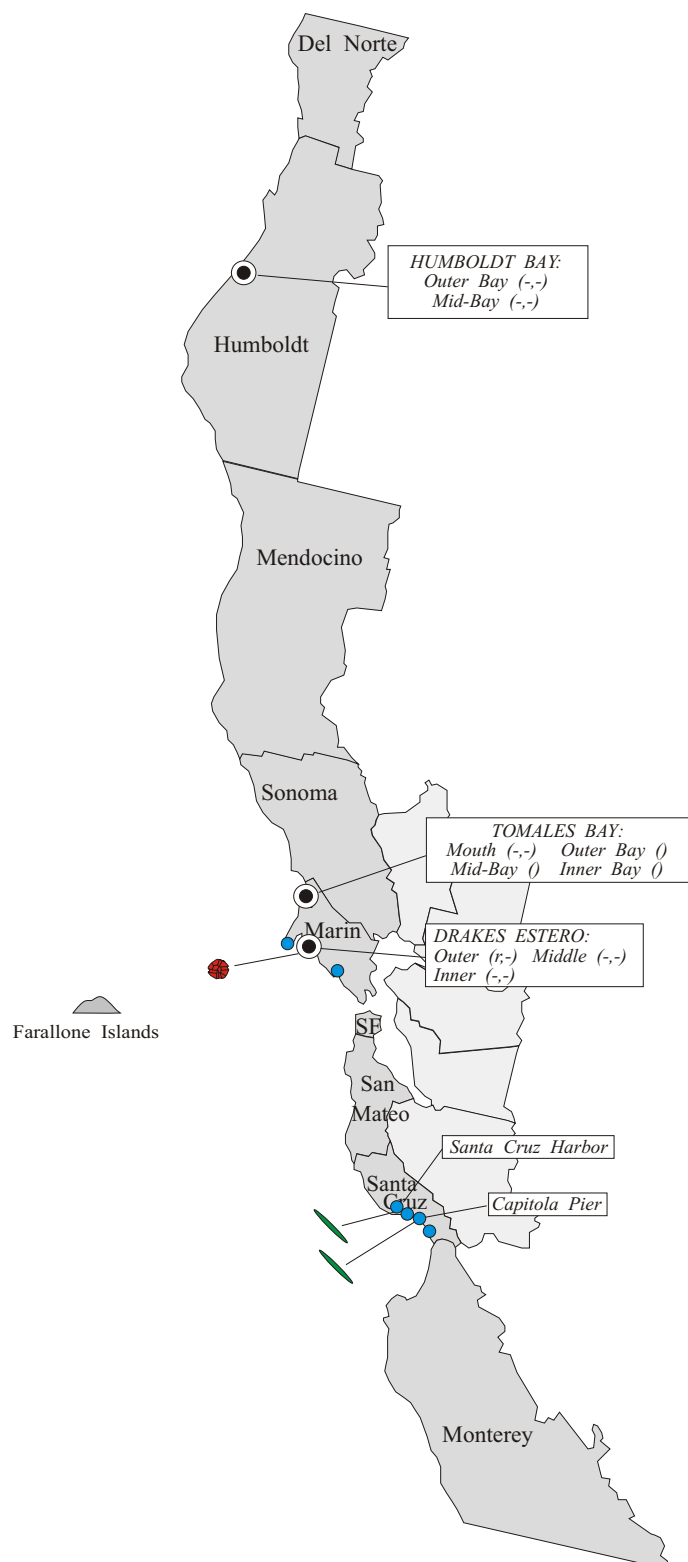 Del Norte
HUMBOLDT BAY:
Outer Bay (-,-)
Mid-Bay (-,-)
Humboldt
Mendocino
Sonoma
TOMALES BAY:
Mouth (-,-) Outer Bay ()
Mid-Bay () Inner Bay ()
Marin
DRAKES ESTERO:
Outer (r,-) Middle (-,-)
Inner (-,-)
Farallone Islands
SF
San
Mateo
Santa Cruz Harbor
Santa
Cruz
Capitola Pier
Monterey